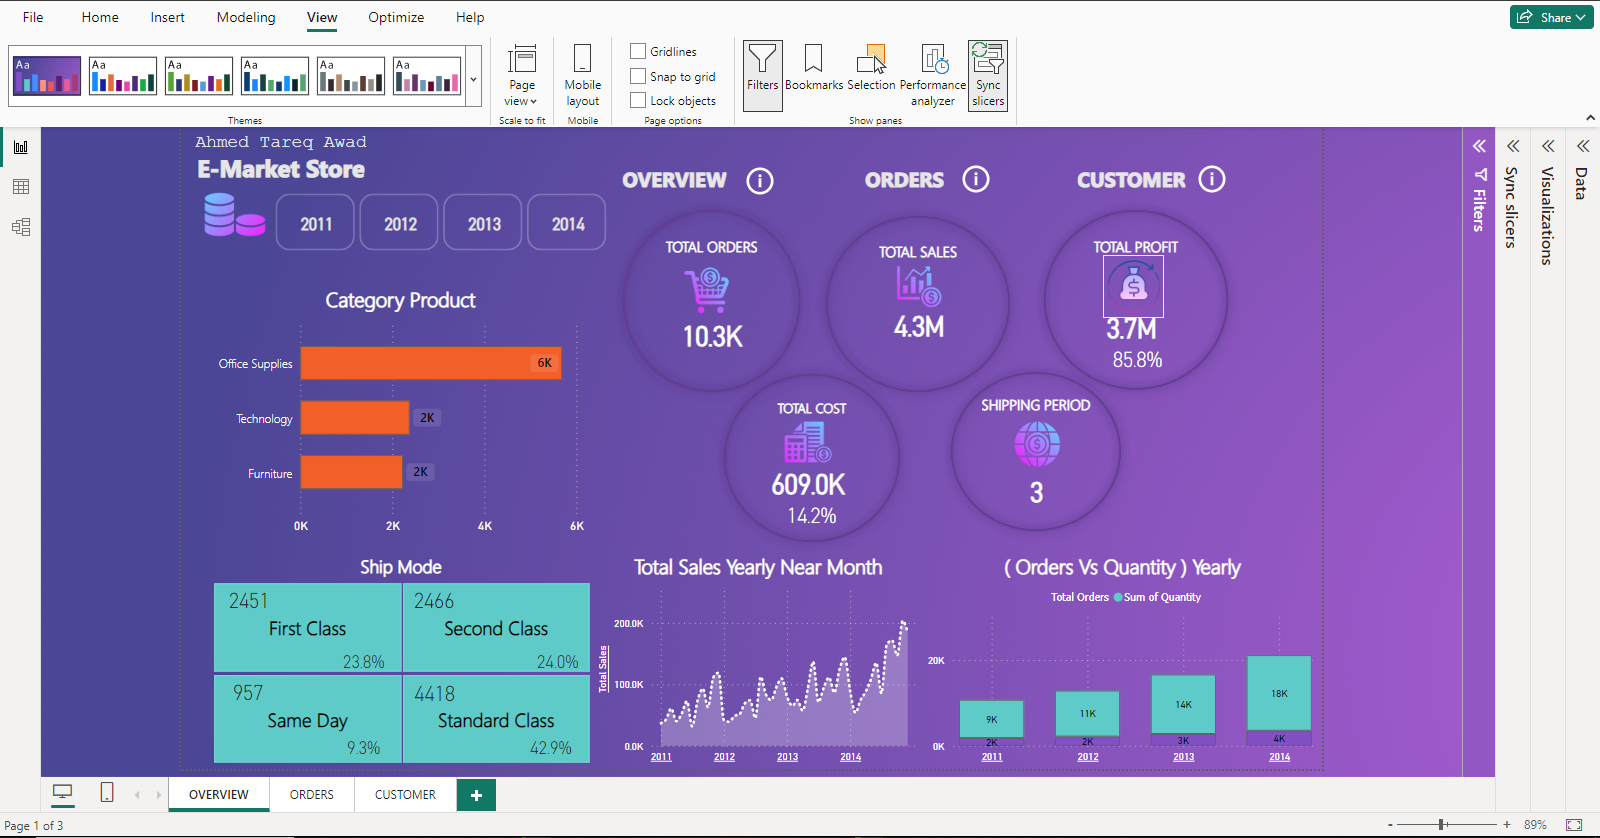 File Home Insert Modeling View Optimize Help
Share
Aa Aa Aa Aa Aa Aa
Themes
Page view
Scale to fit
Mobile layout
Mobile
Gridlines
Snap to grid
Lock objects
Page options
Filters
Bookmarks
Selection
Performance analyzer
Sync slicers
Show panes
Ahmed Tareq Awad
E-Market Store
2011 2012 2013 2014
OVERVIEW i ORDERS i CUSTOMER i
TOTAL ORDERS
10.3K
TOTAL SALES
4.3M
TOTAL PROFIT
3.7M
85.8%
TOTAL COST
609.0K
14.2%
SHIPPING PERIOD
3
Category Product
Office Supplies 6K
Technology 2K
Furniture 2K
0K 2K 4K 6K
Ship Mode
2451
First Class
23.8%
2466
Second Class
24.0%
957
Same Day
9.3%
4418
Standard Class
42.9%
Total Sales Yearly Near Month
Total Sales
200.0K
100.0K
0.0K
2011 2012 2013 2014
( Orders Vs Quantity ) Yearly
Total Orders Sum of Quantity
20K
0K
9K 11K 14K 18K
2K 2K 3K 4K
2011 2012 2013 2014
Filters
Sync slicers
Visualizations
Data
OVERVIEW ORDERS CUSTOMER +
Page 1 of 3
- + 89%